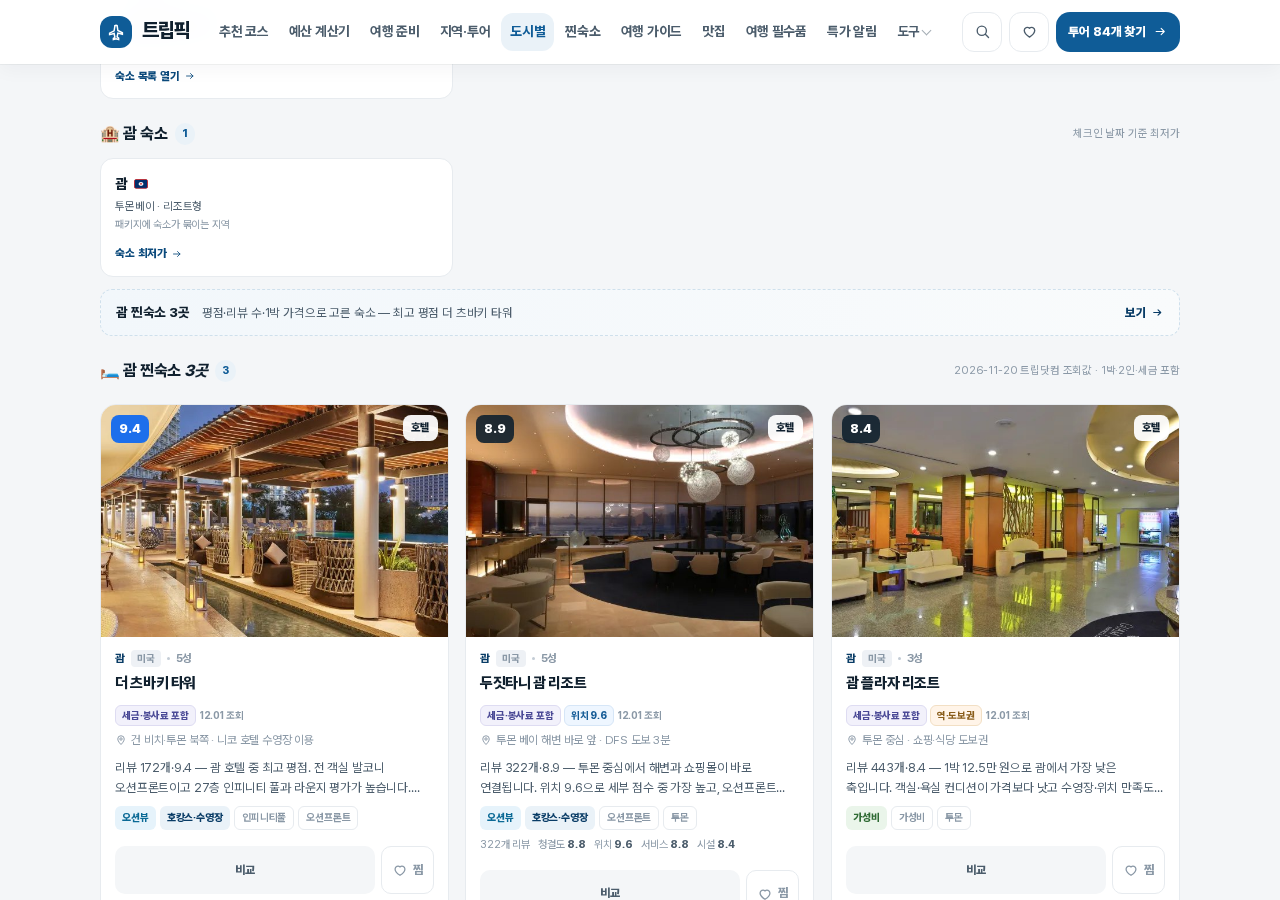 트립픽
추천 코스
예산 계산기
여행 준비
지역·투어
도시별
찐숙소
여행 가이드
맛집
여행 필수품
특가 알림
도구
투어 84개 찾기 →
숙소 목록 열기 →
괌 숙소 1
체크인 날짜 기준 최저가
괌
투몬베이 · 리조트형
패키지에 숙소가 묶이는 지역
숙소 최저가 →
괌 찐숙소 3곳 평점·리뷰 수·1박 가격으로 고른 숙소 — 최고 평점 더 츠바키 타워
보기 →
괌 찐숙소 3곳 3
2026-11-20 트립닷컴 조회값 · 1박·2인·세금 포함
9.4
호텔
괌 미국 • 5성
더 츠바키 타워
세금·봉사료 포함 12.01 조회
건 비치·투몬 북쪽 · 니코 호텔 수영장 이용
리뷰 172개·9.4 — 괌 호텔 중 최고 평점. 전 객실 발코니
오션프론트이고 27층 인피니티 풀과 라운지 평가가 높습니다.…
오션뷰
호캉스·수영장
인피니티풀
오션프론트
비교
찜
8.9
호텔
괌 미국 • 5성
두짓타니 괌 리조트
세금·봉사료 포함 위치 9.6 12.01 조회
투몬 베이 해변 바로 앞 · DFS 도보 3분
리뷰 322개·8.9 — 투몬 중심에서 해변과 쇼핑몰이 바로
연결됩니다. 위치 9.6으로 세부 점수 중 가장 높고, 오션프론트…
오션뷰
호캉스·수영장
오션프론트
투몬
322개 리뷰 청결도 8.8 위치 9.6 서비스 8.8 시설 8.4
비교
찜
8.4
호텔
괌 미국 • 3성
괌 플라자 리조트
세금·봉사료 포함 역·도보권 12.01 조회
투몬 중심 · 쇼핑·식당 도보권
리뷰 443개·8.4 — 1박 12.5만 원으로 괌에서 가장 낮은
축입니다. 객실·욕실 컨디션이 가격보다 낫고 수영장·위치 만족도…
가성비
가성비
투몬
비교
찜